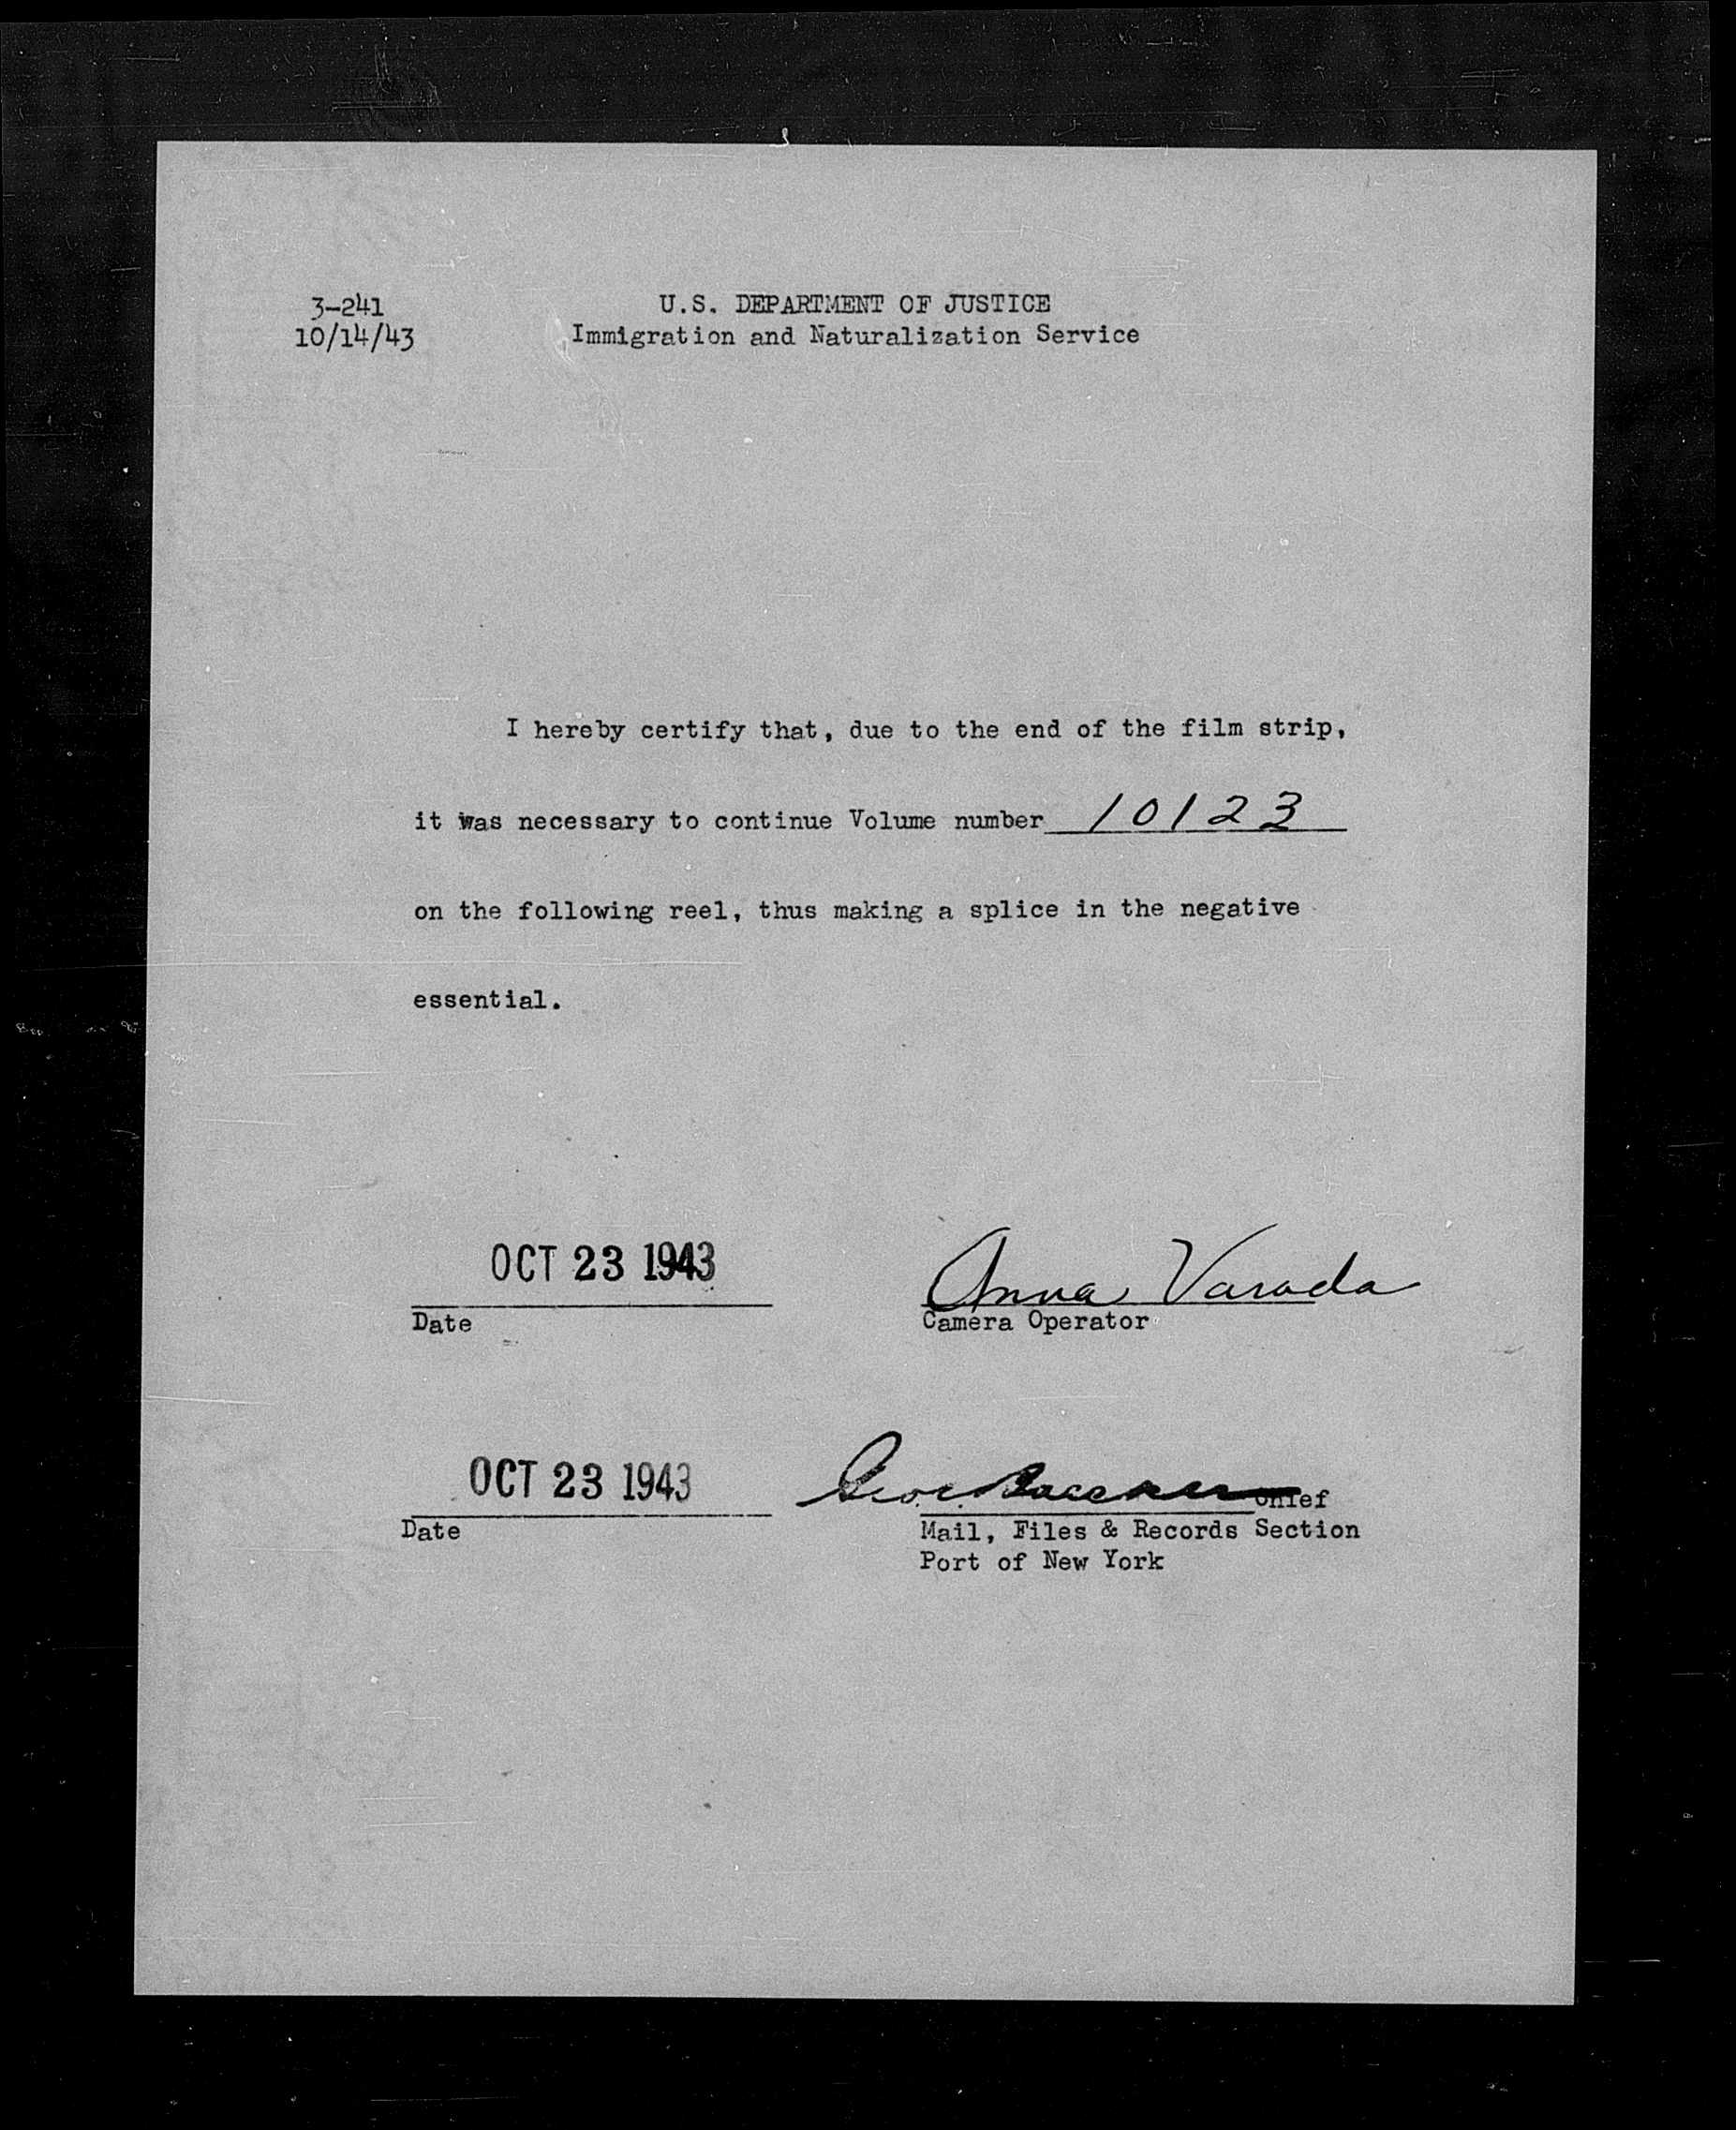 3-241
10/14/43
U.S. DEPARTMENT OF JUSTICE
Immigration and Naturalization Service
I hereby certify that, due to the end of the film strip,
it was necessary to continue Volume number 10123
on the following reel, thus making a splice in the negative
essential.
OCT 23 1943
Date
Anna Varada
Camera Operator
OCT 23 1943
Date
Geo. Chief
Mail, Files & Records Section
Port of New York